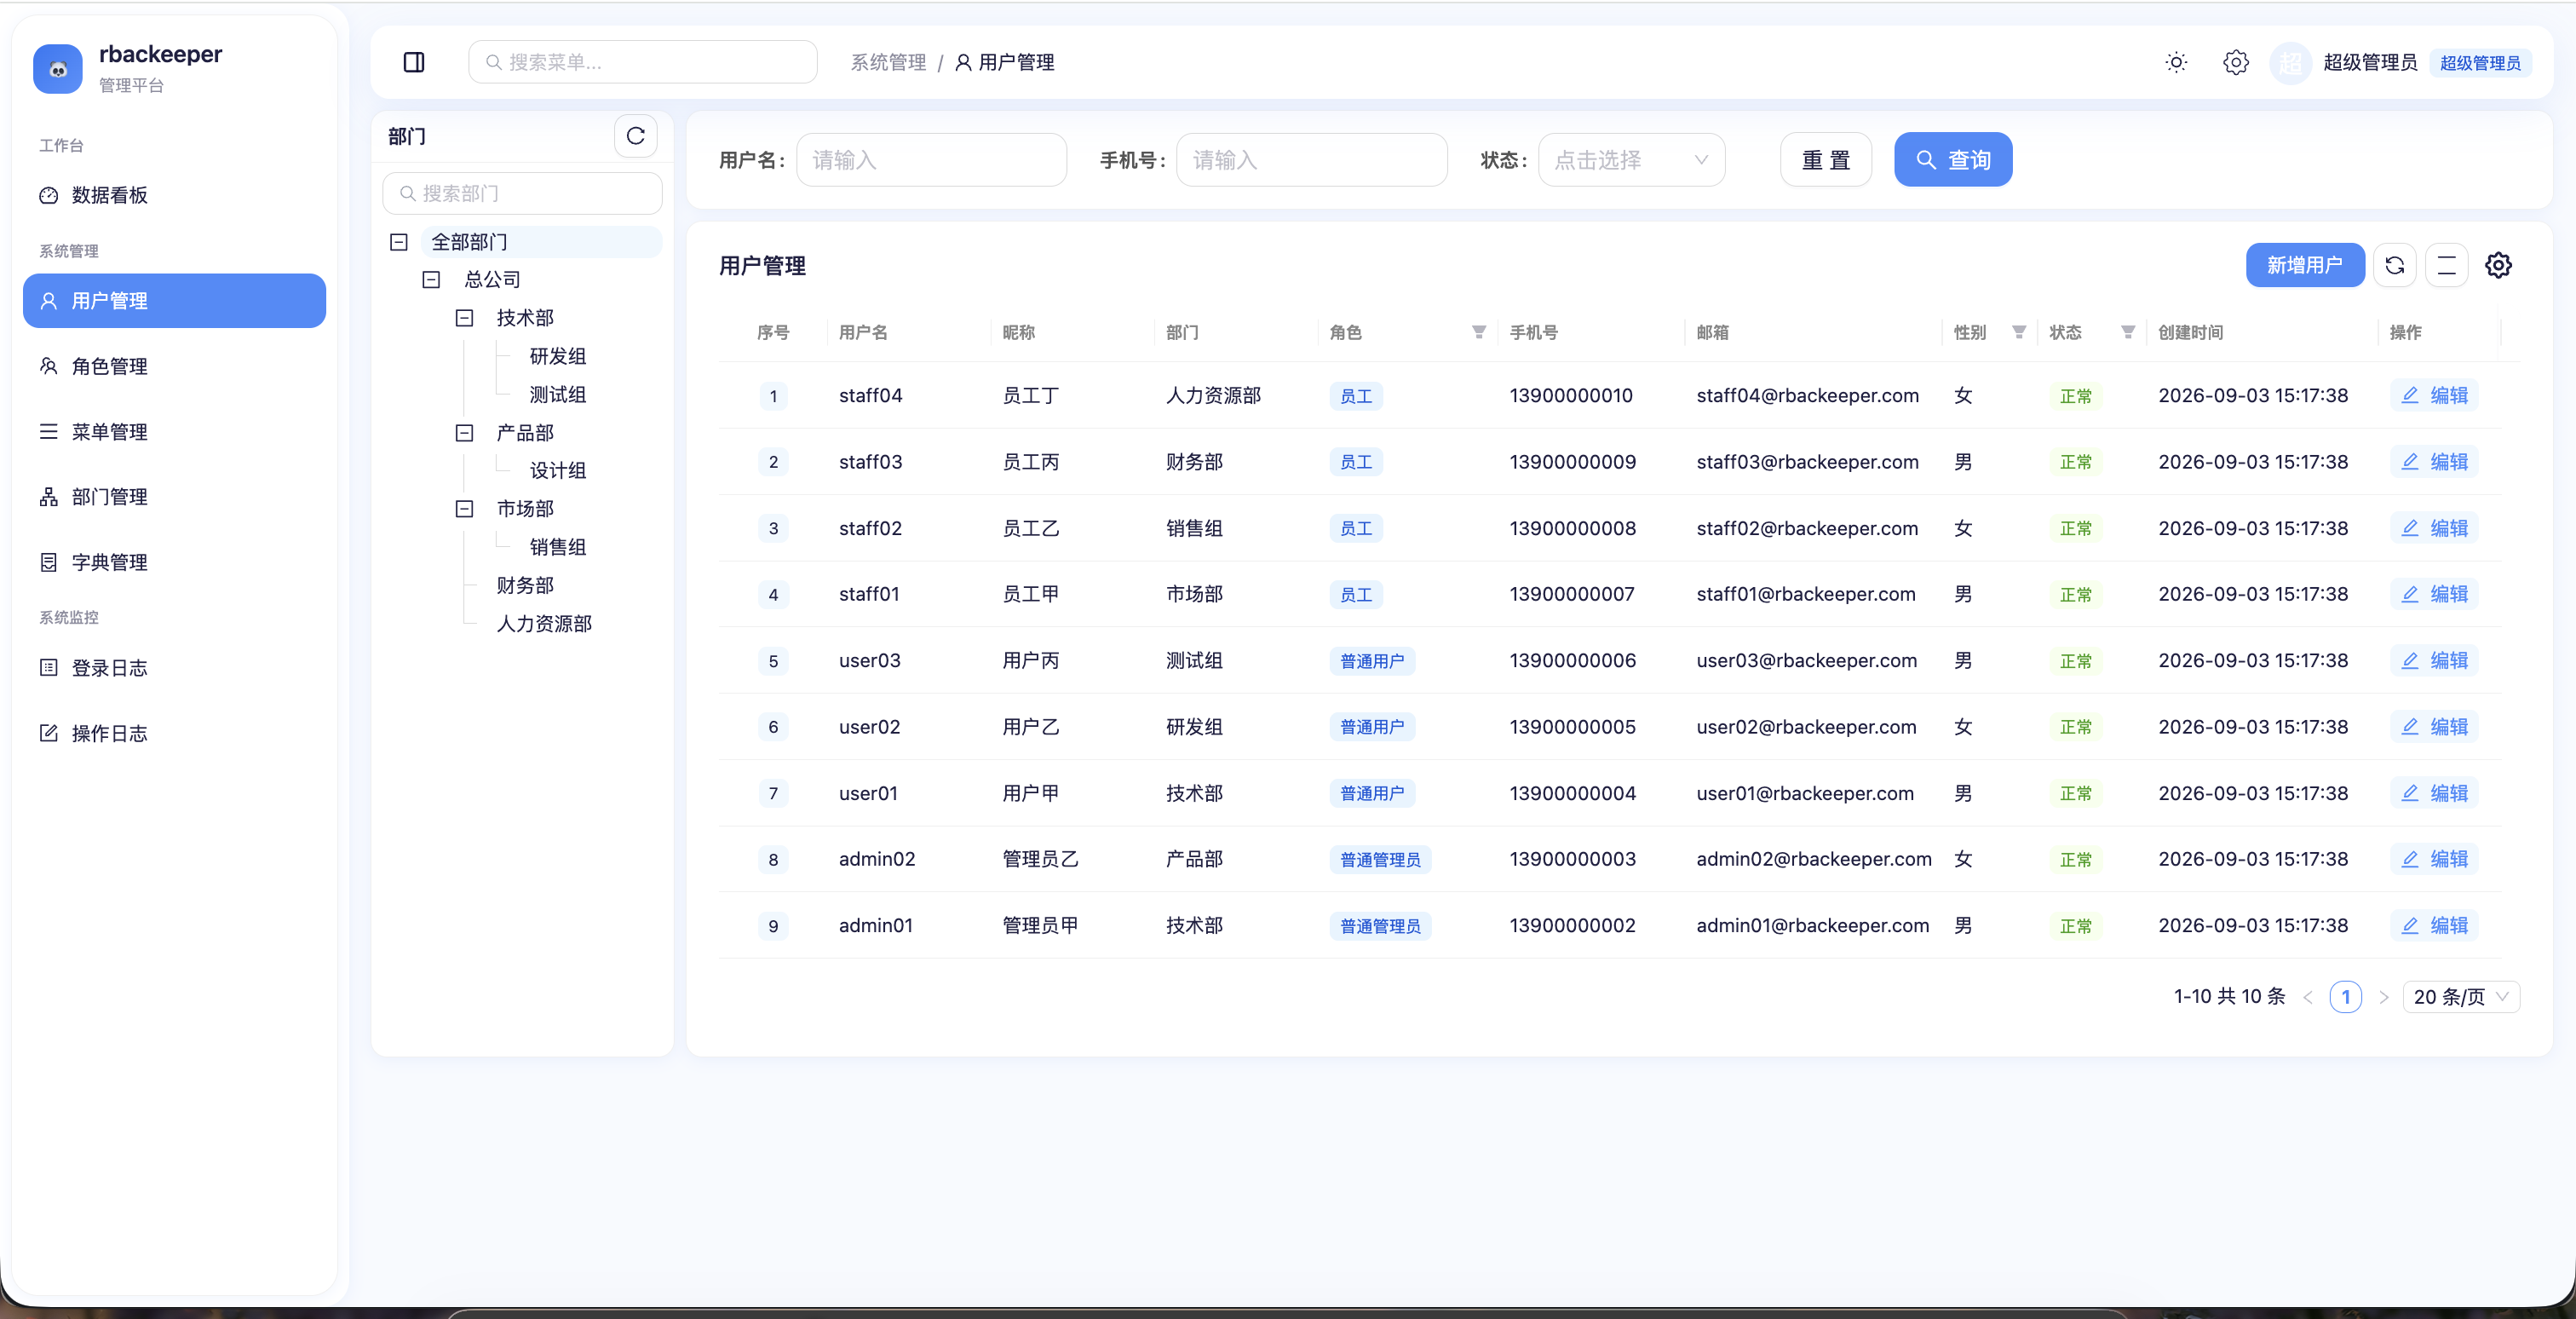 rbackeeper
管理平台
工作台
数据看板
系统管理
用户管理
角色管理
菜单管理
部门管理
字典管理
系统监控
登录日志
操作日志
搜索菜单...
系统管理 / 用户管理
超 超级管理员 超级管理员
部门
搜索部门
全部部门
总公司
技术部
研发组
测试组
产品部
设计组
市场部
销售组
财务部
人力资源部
用户名: 请输入 手机号: 请输入 状态: 点击选择 重 置 查询
用户管理 新增用户
序号 用户名 昵称 部门 角色 手机号 邮箱 性别 状态 创建时间 操作
1 staff04 员工丁 人力资源部 员工 13900000010 staff04@rbackeeper.com 女 正常 2026-09-03 15:17:38 编辑
2 staff03 员工丙 财务部 员工 13900000009 staff03@rbackeeper.com 男 正常 2026-09-03 15:17:38 编辑
3 staff02 员工乙 销售组 员工 13900000008 staff02@rbackeeper.com 女 正常 2026-09-03 15:17:38 编辑
4 staff01 员工甲 市场部 员工 13900000007 staff01@rbackeeper.com 男 正常 2026-09-03 15:17:38 编辑
5 user03 用户丙 测试组 普通用户 13900000006 user03@rbackeeper.com 男 正常 2026-09-03 15:17:38 编辑
6 user02 用户乙 研发组 普通用户 13900000005 user02@rbackeeper.com 女 正常 2026-09-03 15:17:38 编辑
7 user01 用户甲 技术部 普通用户 13900000004 user01@rbackeeper.com 男 正常 2026-09-03 15:17:38 编辑
8 admin02 管理员乙 产品部 普通管理员 13900000003 admin02@rbackeeper.com 女 正常 2026-09-03 15:17:38 编辑
9 admin01 管理员甲 技术部 普通管理员 13900000002 admin01@rbackeeper.com 男 正常 2026-09-03 15:17:38 编辑
1-10 共 10 条 < 1 > 20 条/页